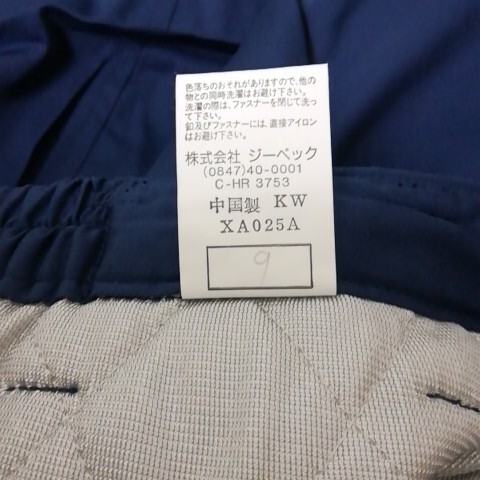 色落ちのおそれがありますので、他の
物との同時洗濯はお避け下さい。
洗濯の際は、ファスナーを閉じて洗っ
て下さい。
釦及びファスナーには、直接アイロン
はお避け下さい。
株式会社 ジーベック
(0847)40-0001
C-HR 3753
中国製 KW
XA025A
9